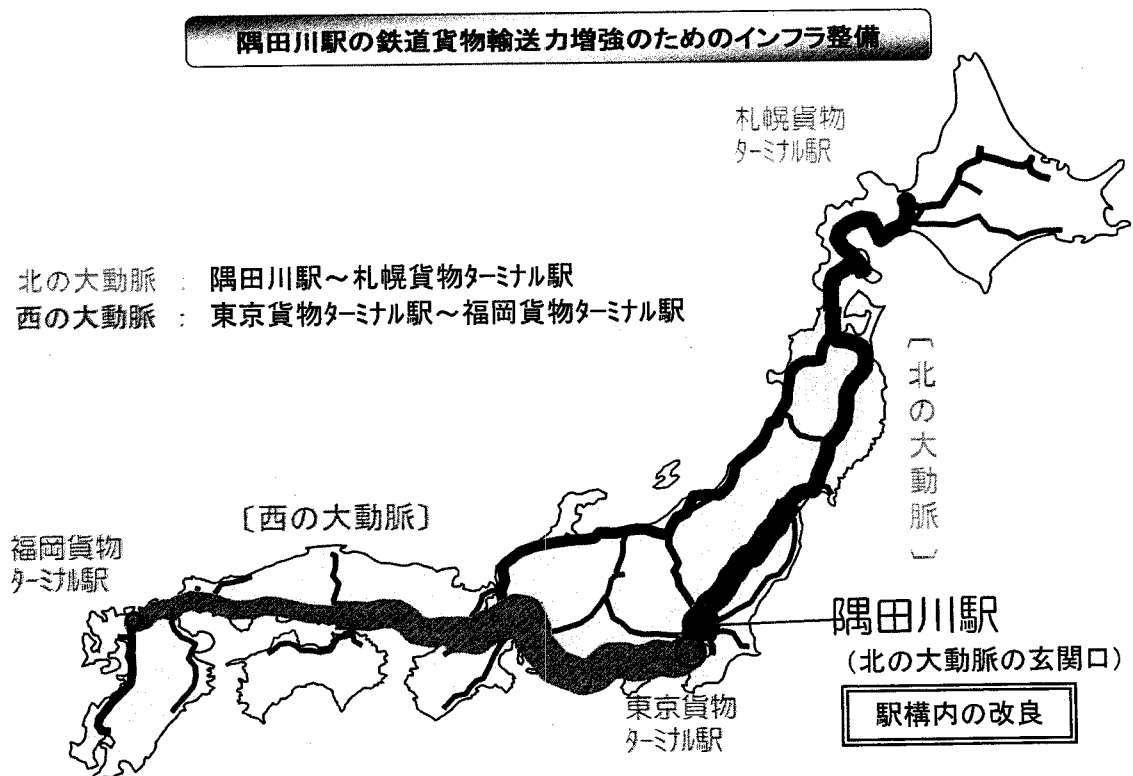 隅田川駅の鉄道貨物輸送力増強のためのインフラ整備
札幌貨物
ターミナル駅
北の大動脈 : 隅田川駅～札幌貨物ターミナル駅
西の大動脈 : 東京貨物ターミナル駅～福岡貨物ターミナル駅
〔北の大動脈〕
〔西の大動脈〕
福岡貨物
ターミナル駅
隅田川駅
(北の大動脈の玄関口)
駅構内の改良
東京貨物
ターミナル駅